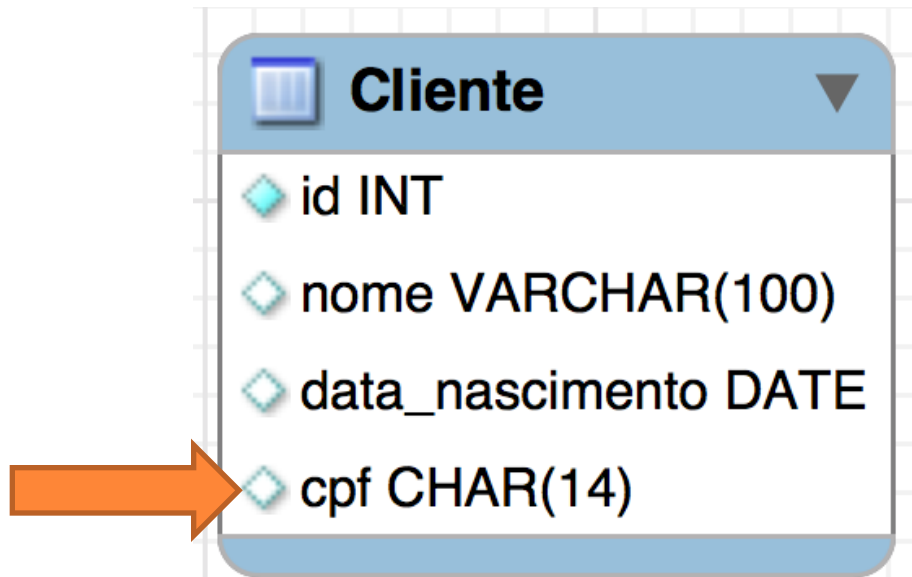 Cliente
id INT
nome VARCHAR(100)
data_nascimento DATE
cpf CHAR(14)